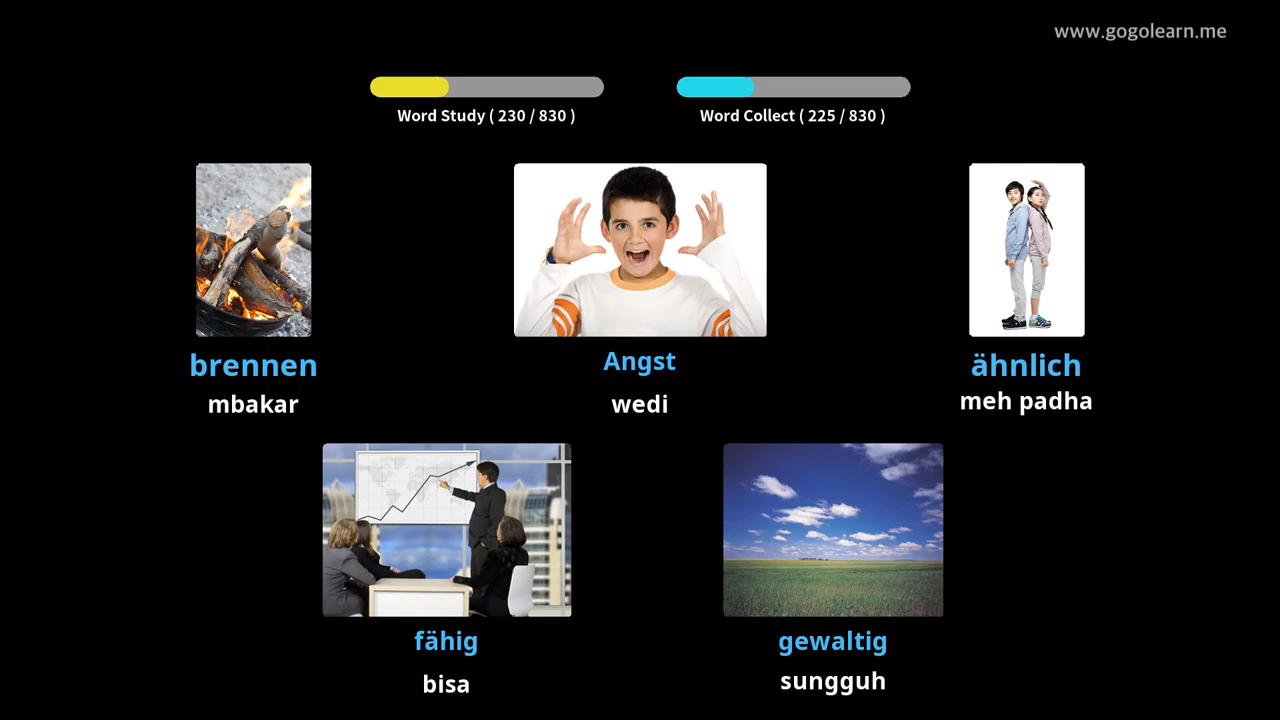 www.gogolearn.me
Word Study ( 230 / 830 )
Word Collect ( 225 / 830 )
brennen
mbakar
Angst
wedi
ähnlich
meh padha
fähig
bisa
gewaltig
sungguh